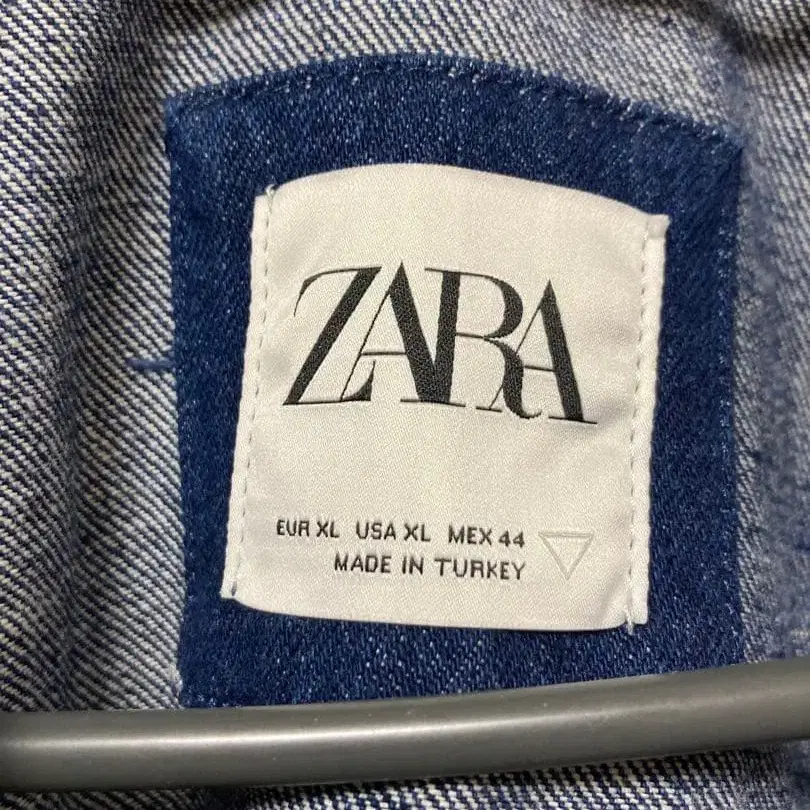 ZARA
EUR XL USA XL MEX 44
MADE IN TURKEY